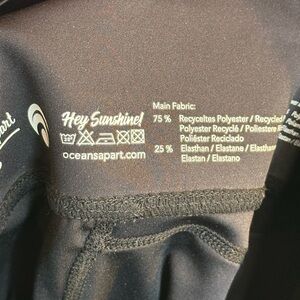 Hey Sunshine!
oceansapart.com
Main Fabric:
75 % Recyceltes Polyester / Recycled
Polyester Recyclé / Poliestere R
Poliéster Reciclado
25 % Elasthan / Elastane / Elasthann
Elastan / Elastano